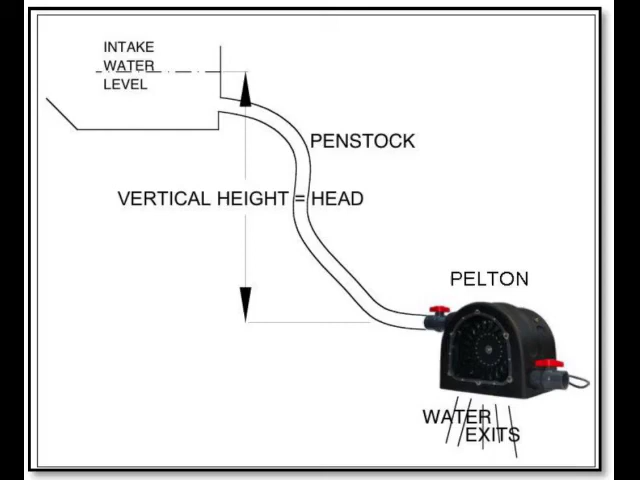 INTAKE
WATER
LEVEL
PENSTOCK
VERTICAL HEIGHT = HEAD
PELTON
WATER
EXITS